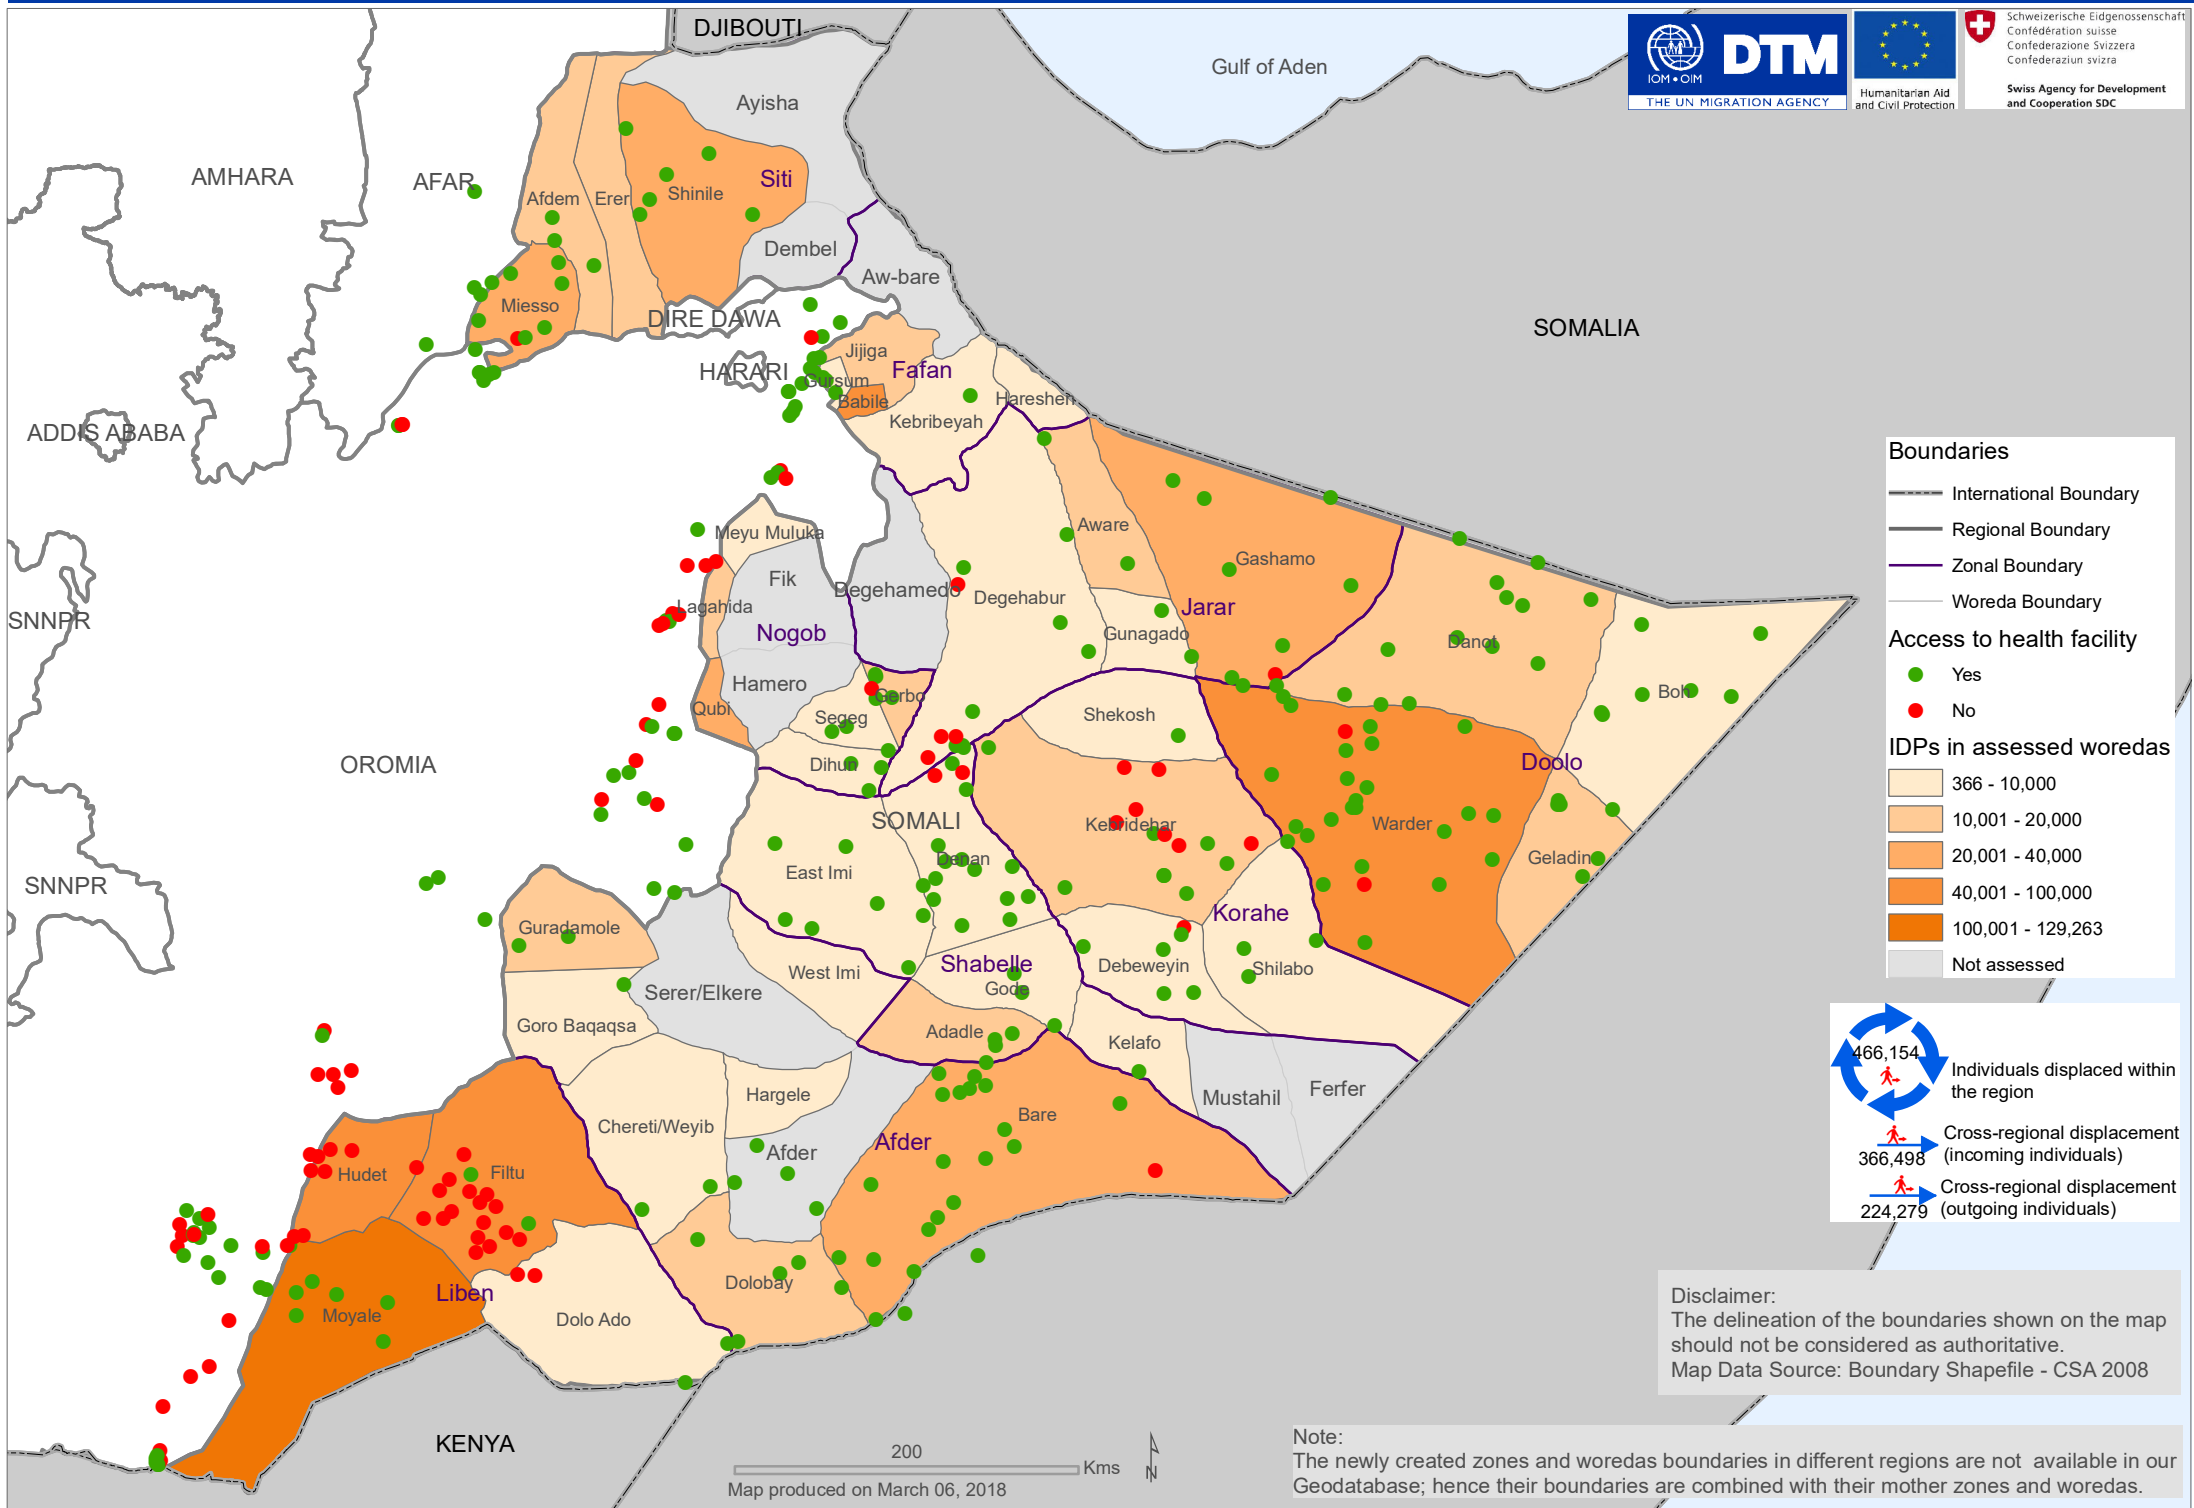 DJIBOUTI
Gulf of Aden
IOM • OIM
DTM
THE UN MIGRATION AGENCY
Humanitarian Aid
and Civil Protection
Schweizerische Eidgenossenschaft
Confédération suisse
Confederazione Svizzera
Confederaziun svizra
Swiss Agency for Development
and Cooperation SDC
Ayisha
AMHARA
AFAR
Siti
Afdem
Erer
Shinile
Dembel
Aw-bare
Miesso
DIRE DAWA
SOMALIA
Jijiga
HARARI
Fafan
Gursum
Babile
Hareshen
Kebribeyah
ADDIS ABABA
Meyu Muluka
Aware
Gashamo
Fik
Degehamedo
Degehabur
Lagahida
Jarar
SNNPR
Nogob
Gunagado
Danot
Hamero
Gerbo
Boh
Qubi
Segeg
Shekosh
OROMIA
Dihun
Doolo
SOMALI
Kebridehar
Warder
Denan
East Imi
Geladin
SNNPR
Korahe
Guradamole
Shabelle
Debeweyin
Shilabo
West Imi
Gode
Serer/Elkere
Goro Baqaqsa
Adadle
Kelafo
Hargele
Mustahil
Ferfer
Chereti/Weyib
Bare
Afder
Afder
Hudet
Filtu
Dolobay
Liben
Moyale
Dolo Ado
KENYA
Boundaries
International Boundary
Regional Boundary
Zonal Boundary
Woreda Boundary
Access to health facility
Yes
No
IDPs in assessed woredas
366 - 10,000
10,001 - 20,000
20,001 - 40,000
40,001 - 100,000
100,001 - 129,263
Not assessed
466,154
Individuals displaced within
the region
Cross-regional displacement
366,498 (incoming individuals)
Cross-regional displacement
224,279 (outgoing individuals)
Disclaimer:
The delineation of the boundaries shown on the map
should not be considered as authoritative.
Map Data Source: Boundary Shapefile - CSA 2008
200
Kms
N
Map produced on March 06, 2018
Note:
The newly created zones and woredas boundaries in different regions are not available in our
Geodatabase; hence their boundaries are combined with their mother zones and woredas.